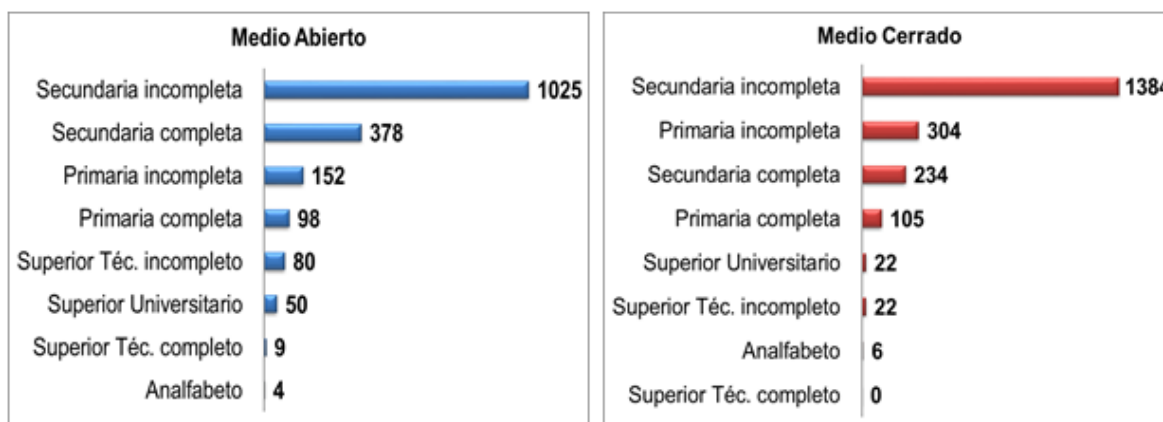 Medio Abierto
Secundaria incompleta 1025
Secundaria completa 378
Primaria incompleta 152
Primaria completa 98
Superior Téc. incompleto 80
Superior Universitario 50
Superior Téc. completo 9
Analfabeto 4
Medio Cerrado
Secundaria incompleta 1384
Primaria incompleta 304
Secundaria completa 234
Primaria completa 105
Superior Universitario 22
Superior Téc. incompleto 22
Analfabeto 6
Superior Téc. completo 0